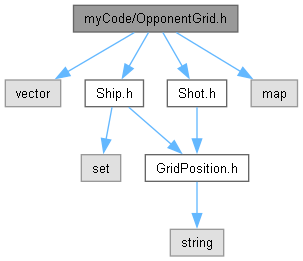 myCode/OpponentGrid.h
vector
Ship.h
Shot.h
map
set
GridPosition.h
string